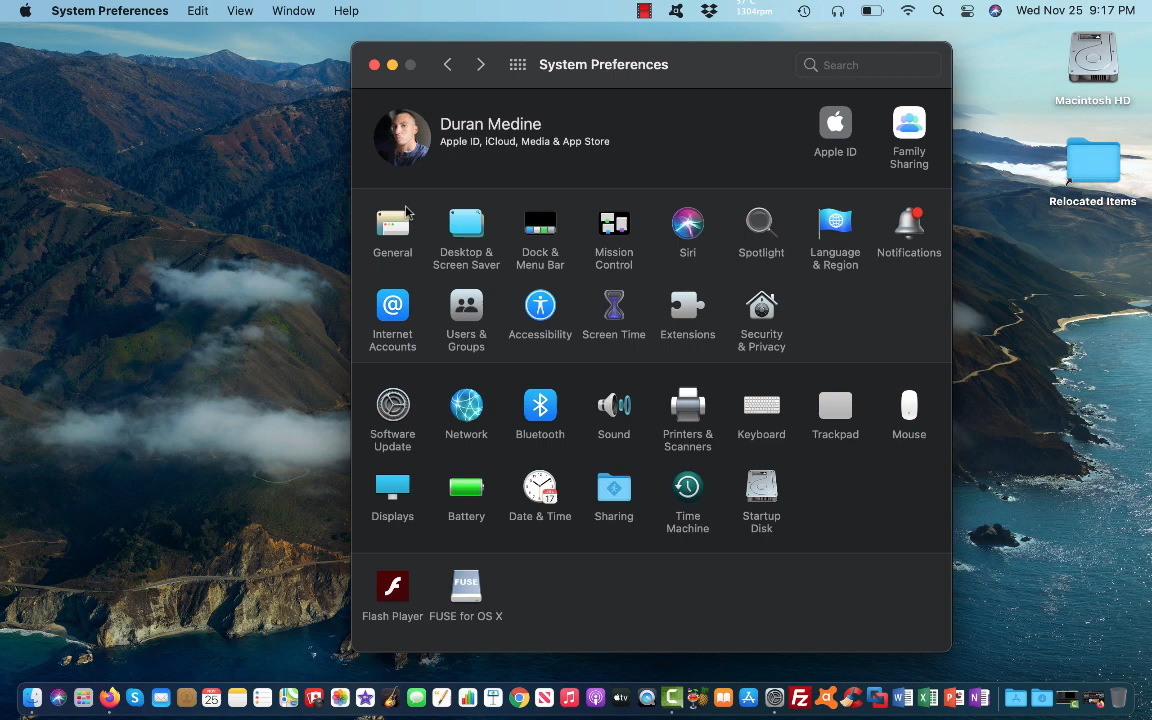 System Preferences Edit View Window Help
1304rpm
Wed Nov 25 9:17 PM
System Preferences
Search
Macintosh HD
Relocated Items
Duran Medine
Apple ID, iCloud, Media & App Store
Apple ID
Family
Sharing
General
Desktop &
Screen Saver
Dock &
Menu Bar
Mission
Control
Siri
Spotlight
Language
& Region
Notifications
Internet
Accounts
Users &
Groups
Accessibility
Screen Time
Extensions
Security
& Privacy
Software
Update
Network
Bluetooth
Sound
Printers &
Scanners
Keyboard
Trackpad
Mouse
Displays
Battery
Date & Time
Sharing
Time
Machine
Startup
Disk
Flash Player
FUSE
FUSE for OS X